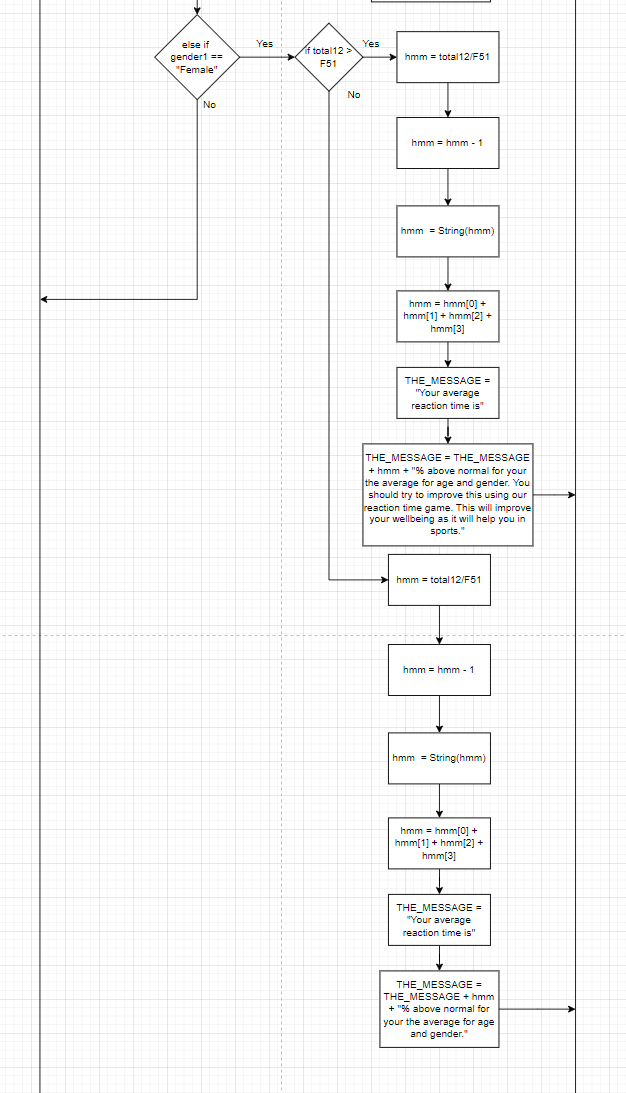 else if
gender1 ==
"Female"
Yes
No
if total12 >
F51
Yes
No
hmm = total12/F51
hmm = hmm - 1
hmm  = String(hmm)
hmm = hmm[0] +
hmm[1] + hmm[2] +
hmm[3]
THE_MESSAGE =
"Your average
reaction time is"
THE_MESSAGE = THE_MESSAGE
+ hmm + "% above normal for your
the average for age and gender. You
should try to improve this using our
reaction time game. This will improve
your wellbeing as it will help you in
sports."
hmm = total12/F51
hmm = hmm - 1
hmm  = String(hmm)
hmm = hmm[0] +
hmm[1] + hmm[2] +
hmm[3]
THE_MESSAGE =
"Your average
reaction time is"
THE_MESSAGE =
THE_MESSAGE + hmm
+ "% above normal for
your the average for age
and gender."